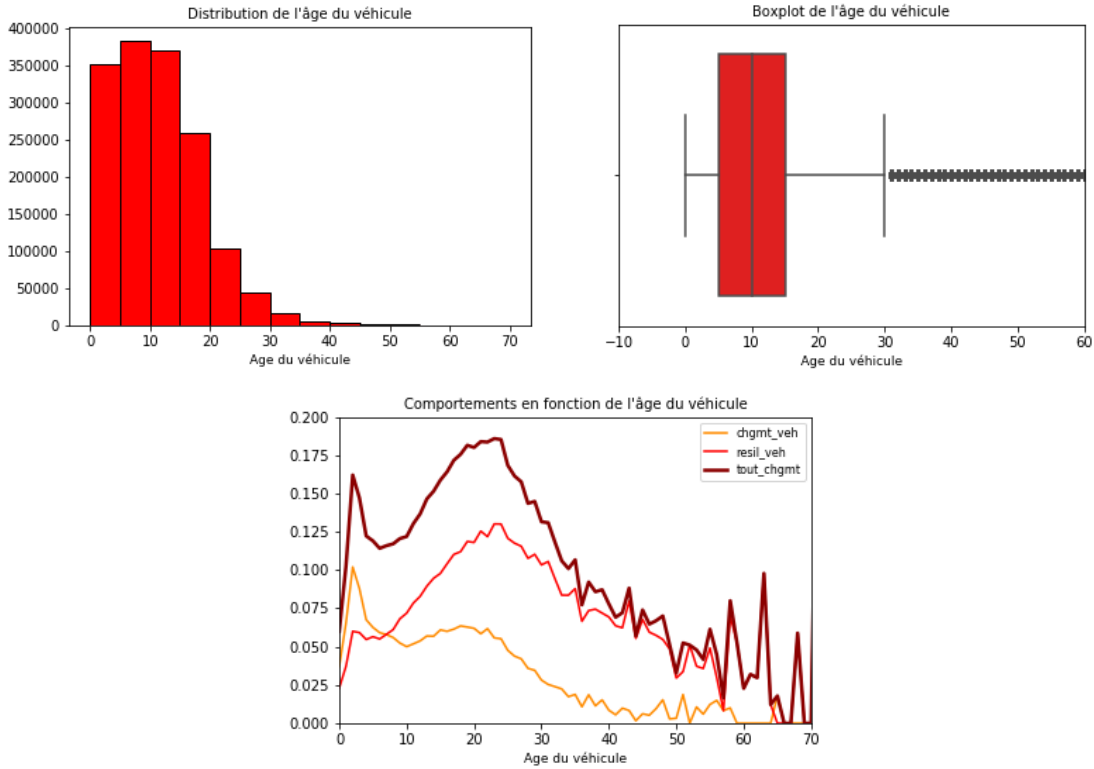 Distribution de l'âge du véhicule
400000
350000
300000
250000
200000
150000
100000
50000
0
0 10 20 30 40 50 60 70
Age du véhicule
Boxplot de l'âge du véhicule
−10 0 10 20 30 40 50 60
Age du véhicule
Comportements en fonction de l'âge du véhicule
0.200
0.175
0.150
0.125
0.100
0.075
0.050
0.025
0.000
chgmt_veh
resil_veh
tout_chgmt
0 10 20 30 40 50 60 70
Age du véhicule